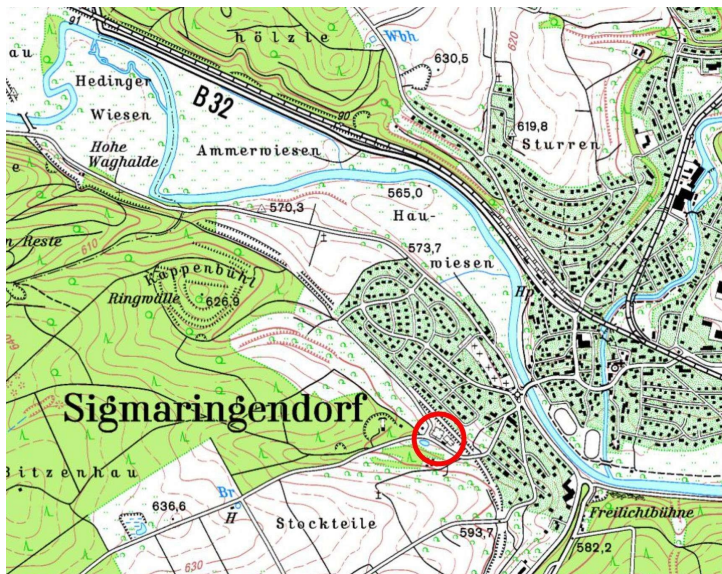 91
hölzle
Wbh
630,5
620
au
Hedinger
Wiesen
B 32
90
619,8
Sturren
Hohe
Waghalde
Ammerwiesen
565,0
570,3
Hau-
573,7
wiesen
e
n Reste
610
Kappenbühl
Ringwälle
626,9
Hp
Sigmaringendorf
Bitzenhau
Br
636,6
H
Stockteile
Freilichtbühne
593,7
582,2
630